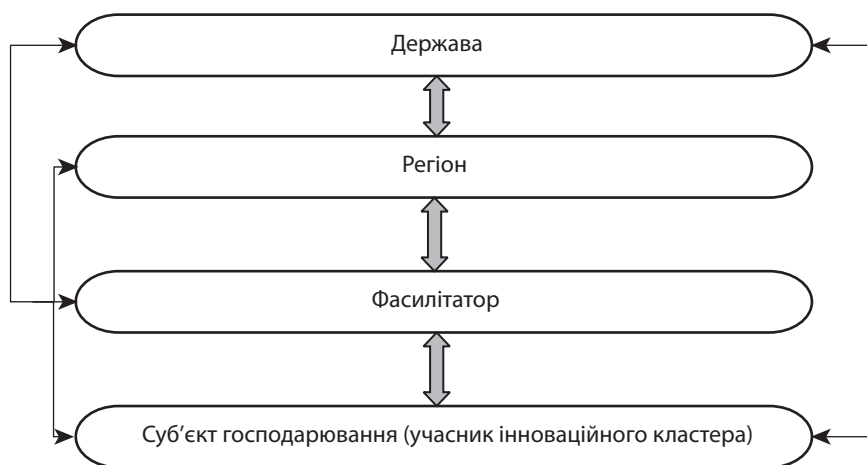 Держава
Регіон
Фасилітатор
Суб’єкт господарювання (учасник інноваційного кластера)